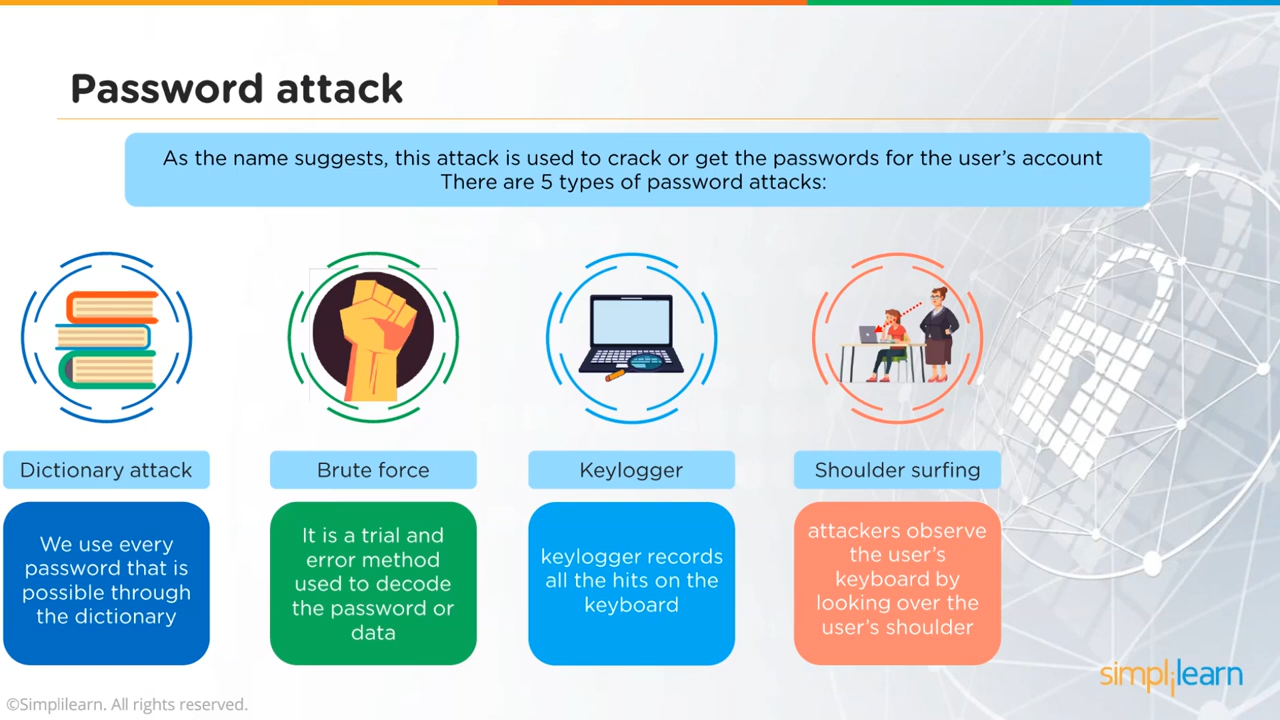 Password attack
As the name suggests, this attack is used to crack or get the passwords for the user's account
There are 5 types of password attacks:
Dictionary attack
We use every
password that is
possible through
the dictionary
Brute force
It is a trial and
error method
used to decode
the password or
data
Keylogger
keylogger records
all the hits on the
keyboard
Shoulder surfing
attackers observe
the user's
keyboard by
looking over the
user's shoulder
simplilearn
©Simplilearn. All rights reserved.